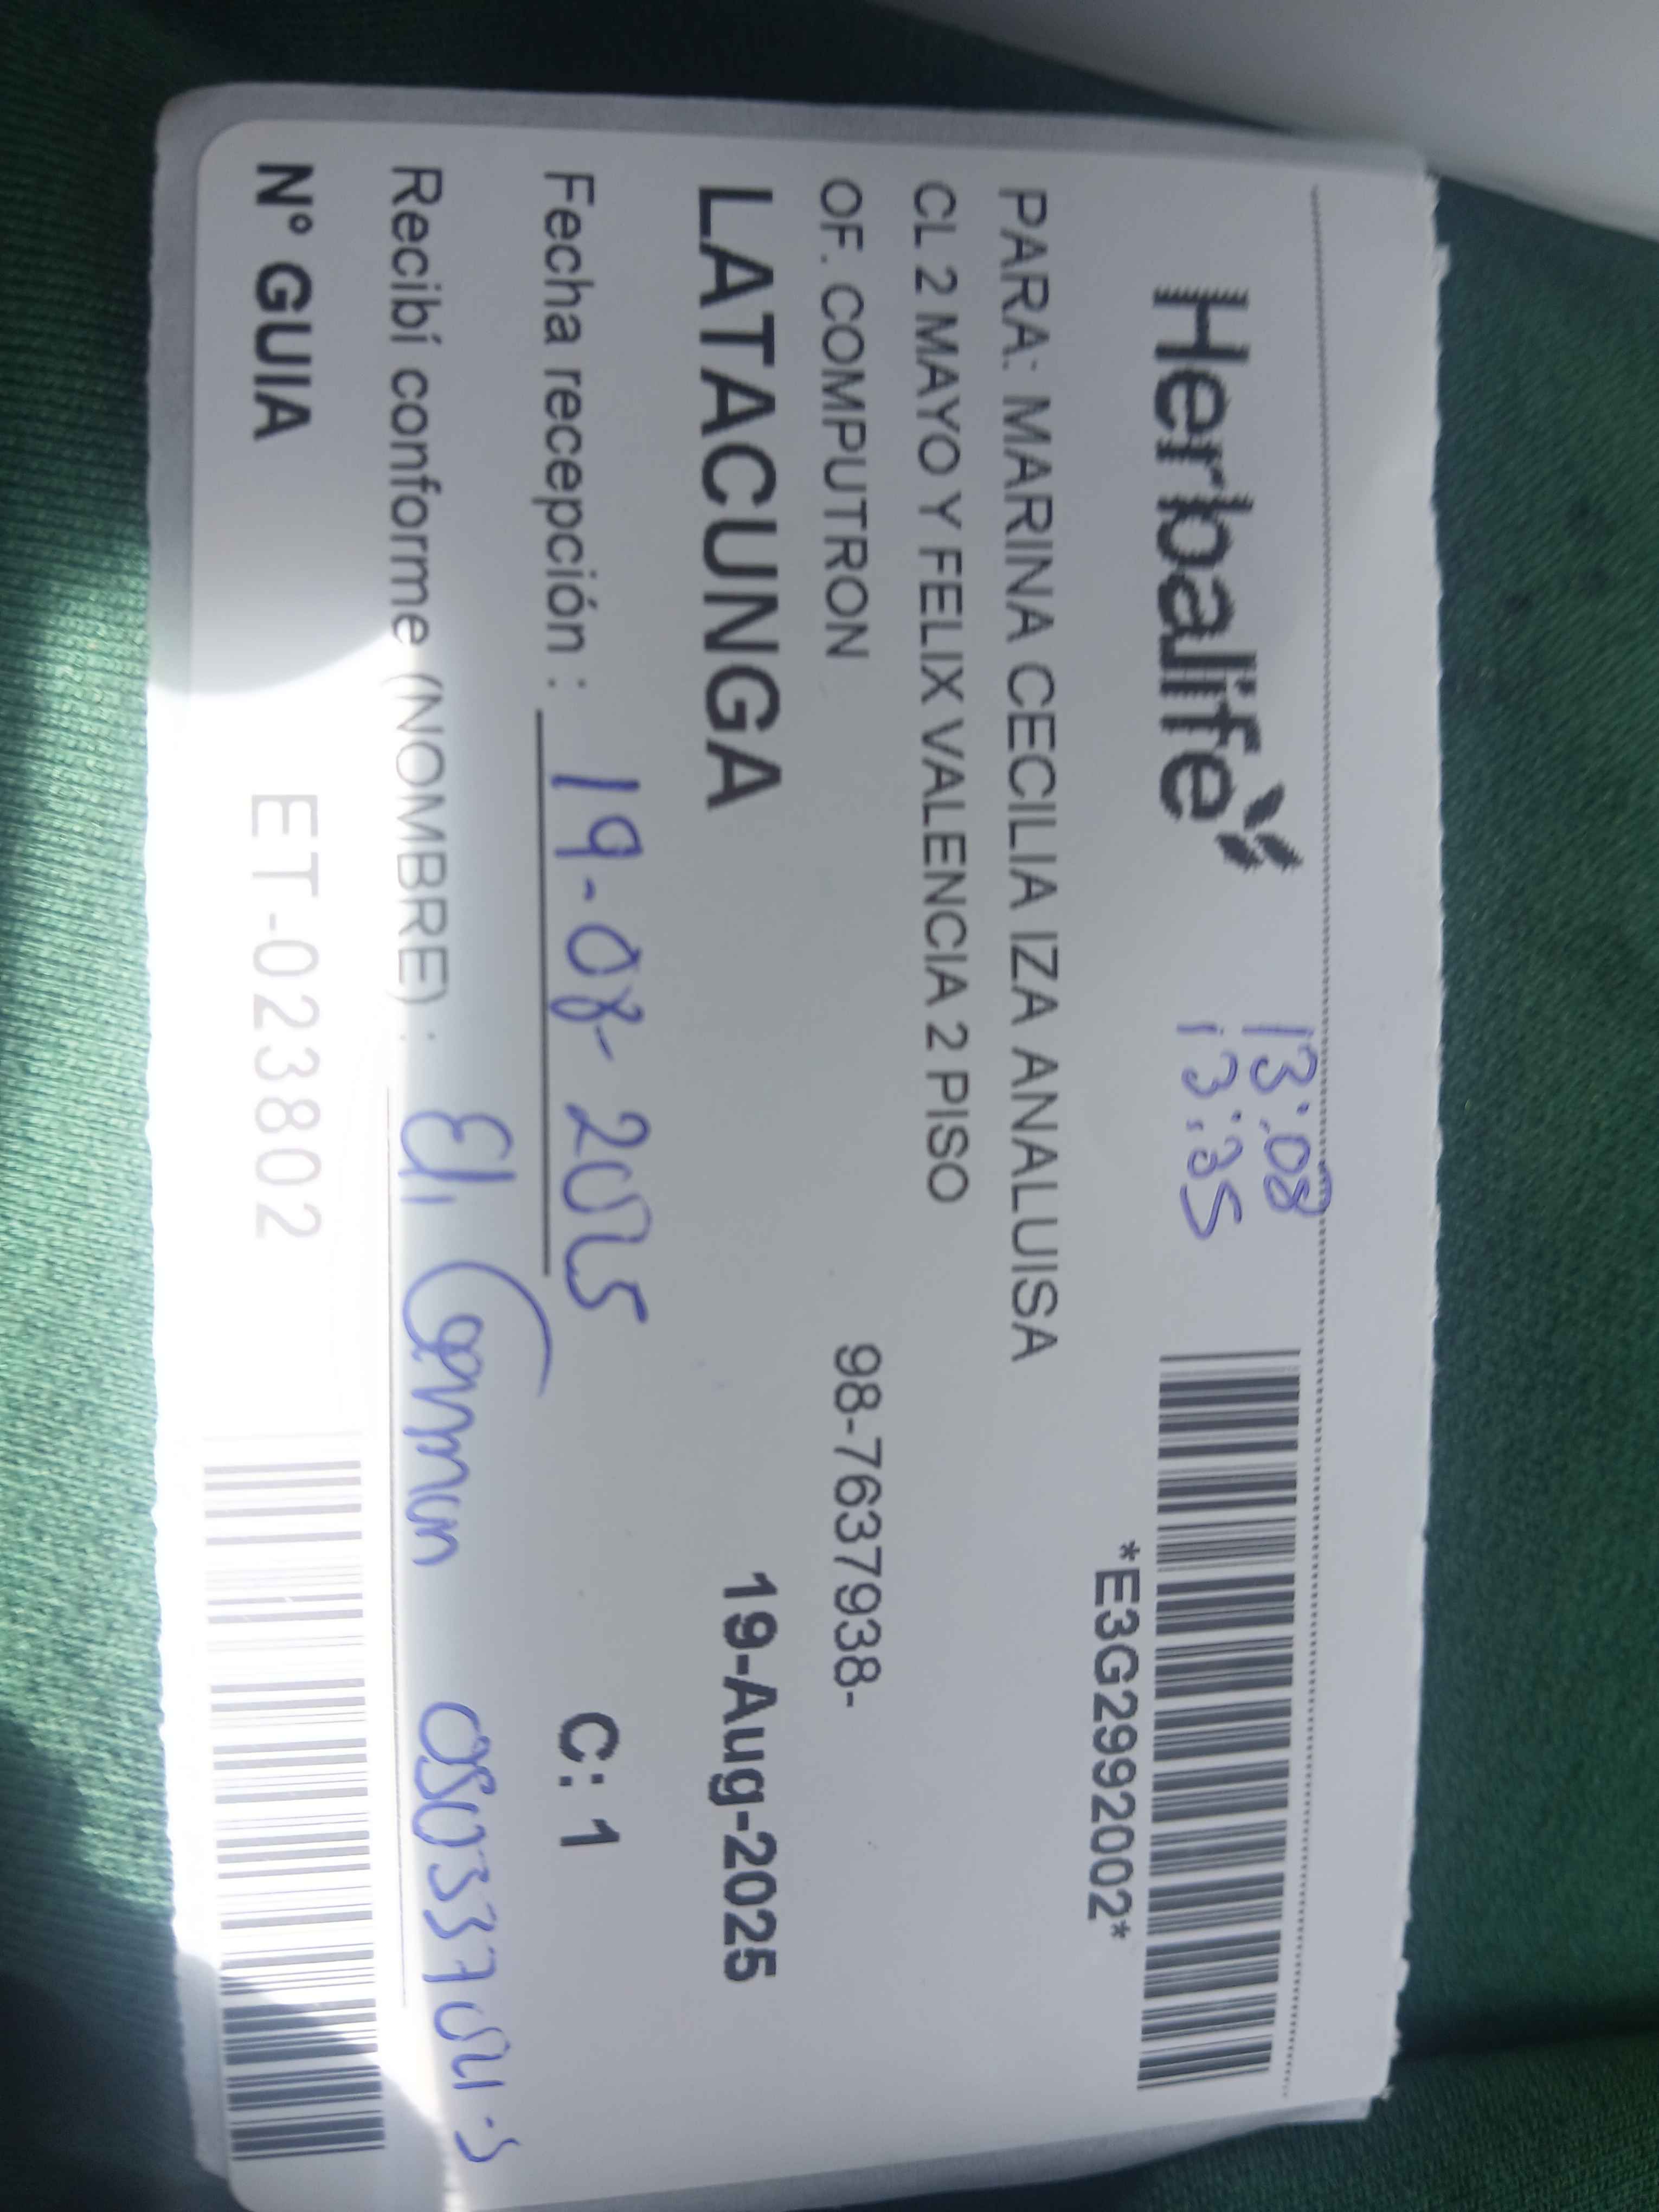 Herbalife
13:08
13:35
*E3G2992002*
PARA: MARINA CECILIA IZA ANALUISA
CL 2 MAYO Y FELIX VALENCIA 2 PISO
OF. COMPUTRON 98-7637938-
LATACUNGA 19-Aug-2025
Fecha recepción : 19-08-2025 C: 1
Recibí conforme (NOMBRE) : Eli
N° GUIA ET-023802